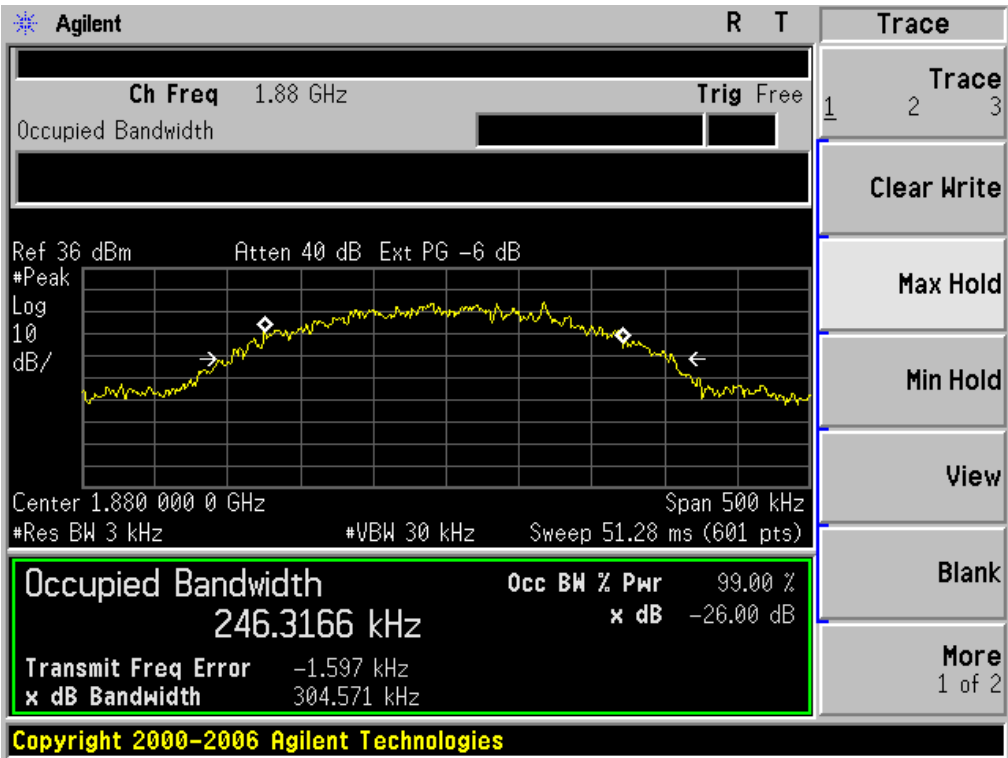 Agilent R T
Trace
Ch Freq 1.88 GHz Trig Free
Occupied Bandwidth
Trace
1 2 3
Clear Write
Max Hold
Min Hold
View
Blank
More
1 of 2
Ref 36 dBm Atten 40 dB Ext PG -6 dB
#Peak
Log
10
dB/
Center 1.880 000 0 GHz Span 500 kHz
#Res BW 3 kHz #VBW 30 kHz Sweep 51.28 ms (601 pts)
Occupied Bandwidth Occ BW % Pwr 99.00 %
246.3166 kHz x dB -26.00 dB
Transmit Freq Error -1.597 kHz
x dB Bandwidth 304.571 kHz
Copyright 2000-2006 Agilent Technologies